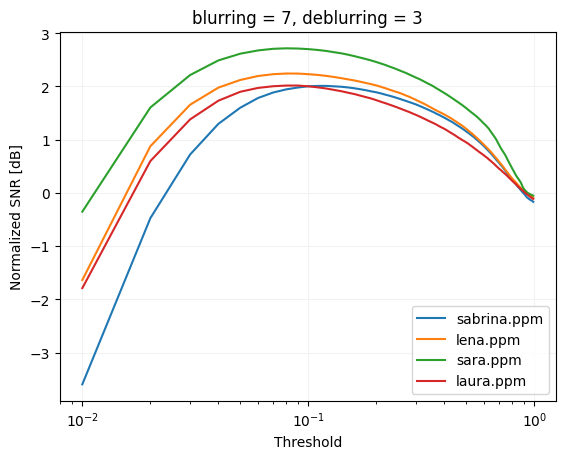 blurring = 7, deblurring = 3
Normalized SNR [dB]
3
2
1
0
−1
−2
−3
sabrina.ppm
lena.ppm
sara.ppm
laura.ppm
10⁻² 10⁻¹ 10⁰
Threshold